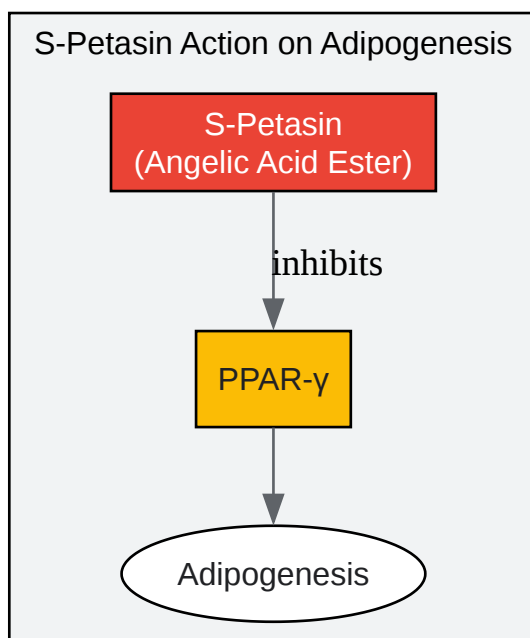 S-Petasin Action on Adipogenesis
S-Petasin
(Angelic Acid Ester)
inhibits
PPAR-γ
Adipogenesis